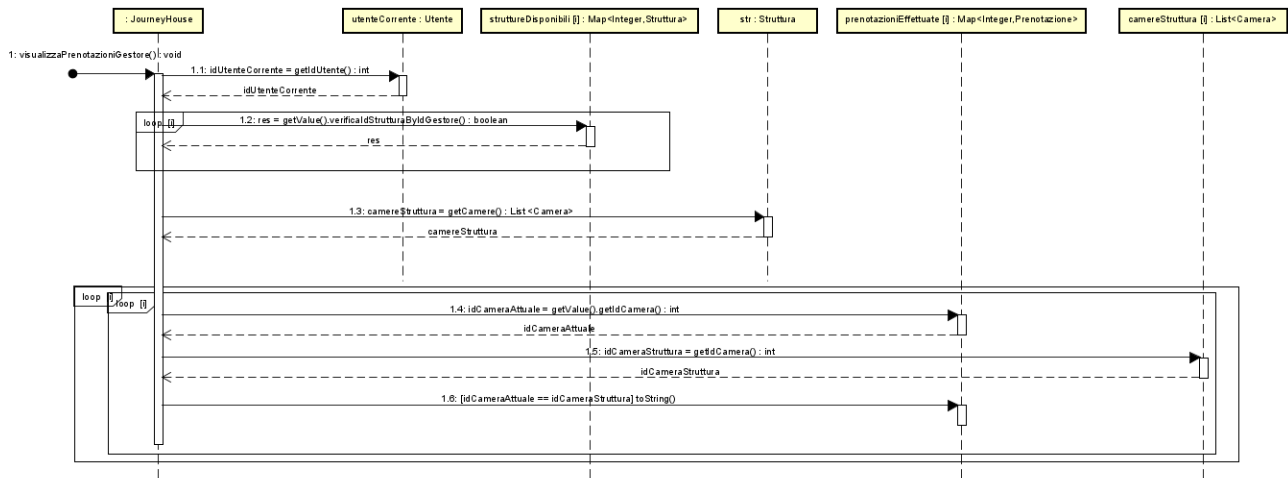 : JourneyHouse
utenteCorrente : Utente
struttureDisponibili [i] : Map<Integer,Struttura>
str : Struttura
prenotazioniEffettuate [i] : Map<Integer,Prenotazione>
camereStruttura [i] : List<Camera>
1: visualizzaPrenotazioniGestore() : void
1.1: idUtenteCorrente = getIdUtente() : int
idUtenteCorrente
loop [i]
1.2: res = getValue().verificaIdStrutturaByIdGestore() : boolean
res
1.3: camereStruttura = getCamere() : List <Camera>
camereStruttura
loop [i]
loop [i]
1.4: idCameraAttuale = getValue().getIdCamera() : int
idCameraAttuale
1.5: idCameraStruttura = getIdCamera() : int
idCameraStruttura
1.6: [idCameraAttuale == idCameraStruttura] toString()